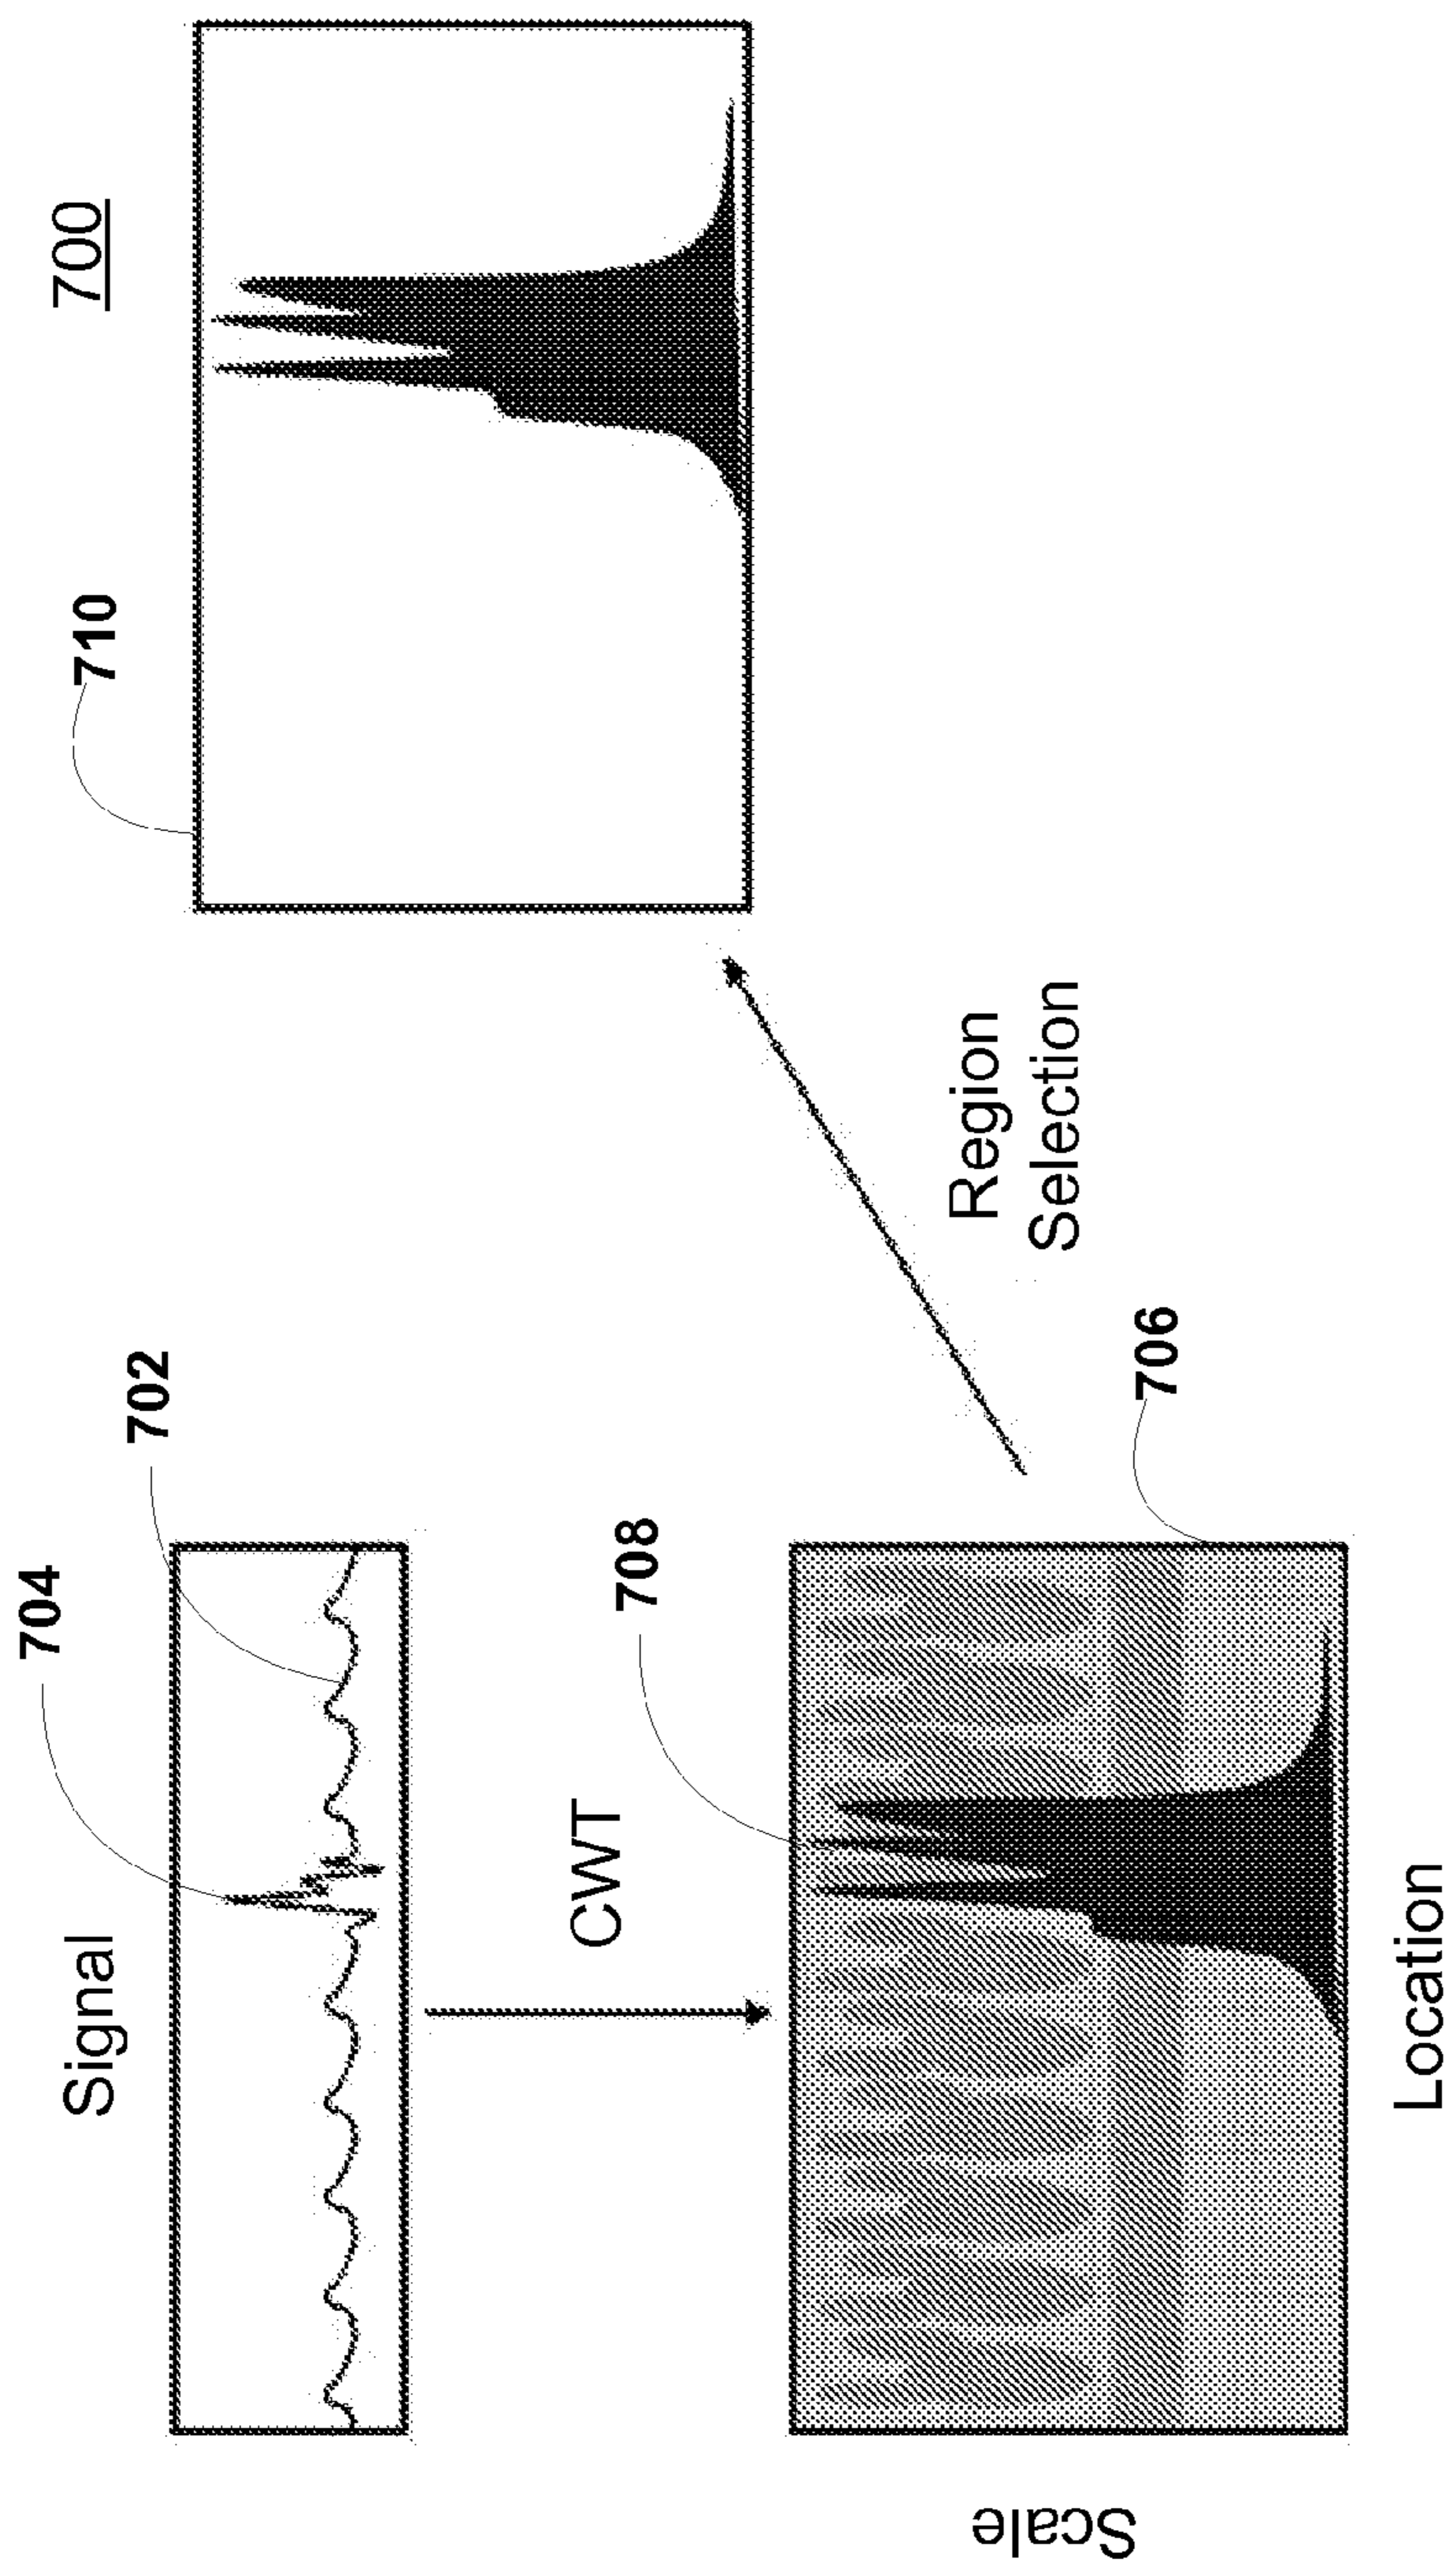 700
Signal
704
702
710
CWT
708
Region
Selection
706
Scale
Location